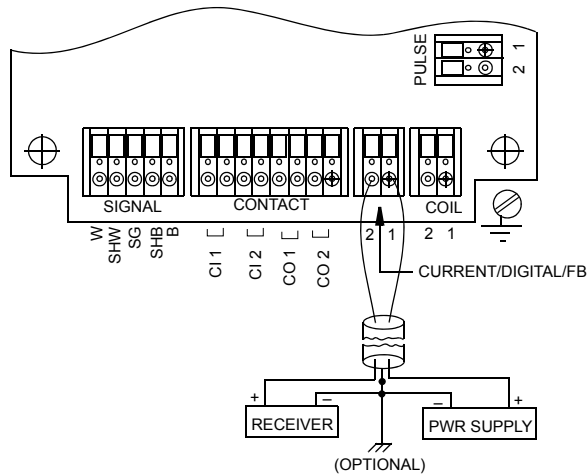 PULSE
1
2
SIGNAL
CONTACT
COIL
W
SHW
SG
SHB
B
CI 1
CI 2
CO 1
CO 2
2
1
2
1
CURRENT/DIGITAL/FB
+
–
–
+
RECEIVER
PWR SUPPLY
(OPTIONAL)